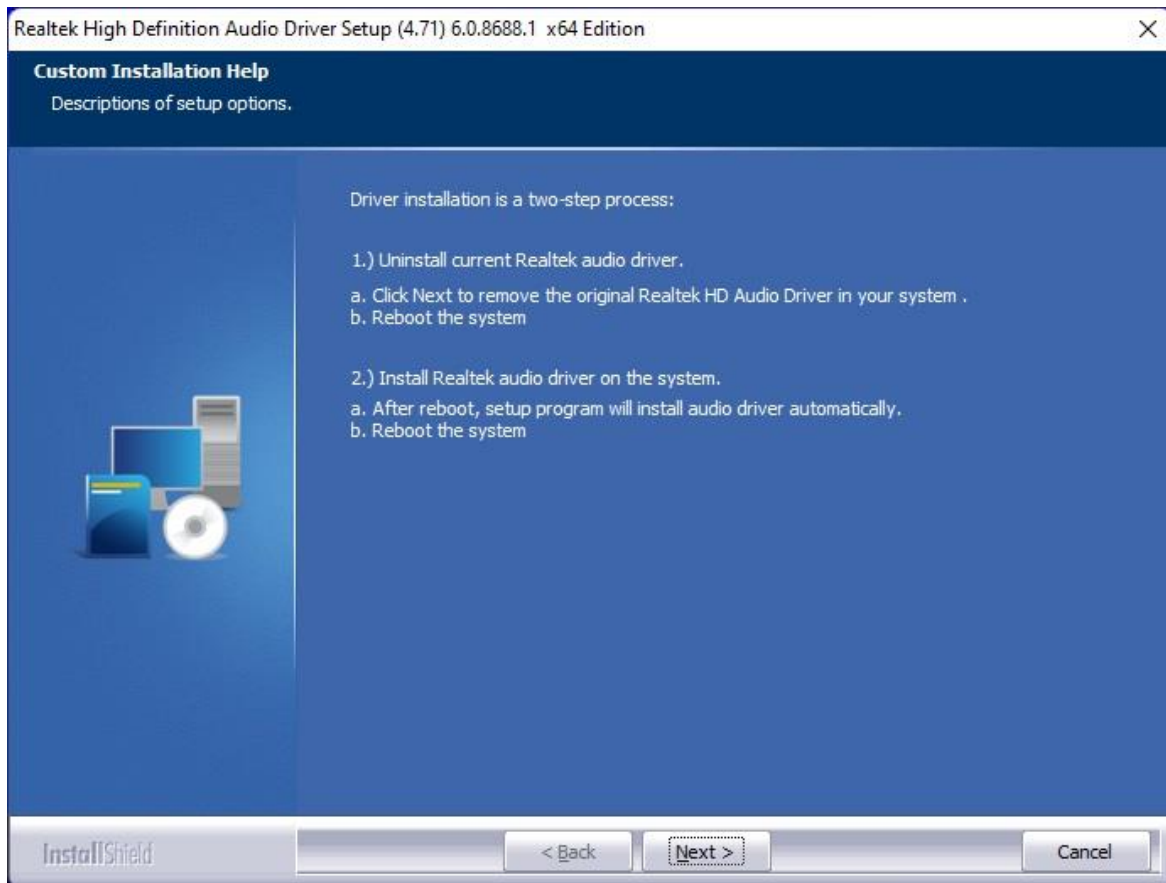 Realtek High Definition Audio Driver Setup (4.71) 6.0.8688.1 x64 Edition
Custom Installation Help
Descriptions of setup options.
Driver installation is a two-step process:
1.) Uninstall current Realtek audio driver.
a. Click Next to remove the original Realtek HD Audio Driver in your system .
b. Reboot the system
2.) Install Realtek audio driver on the system.
a. After reboot, setup program will install audio driver automatically.
b. Reboot the system
InstallShield
< Back
Next >
Cancel